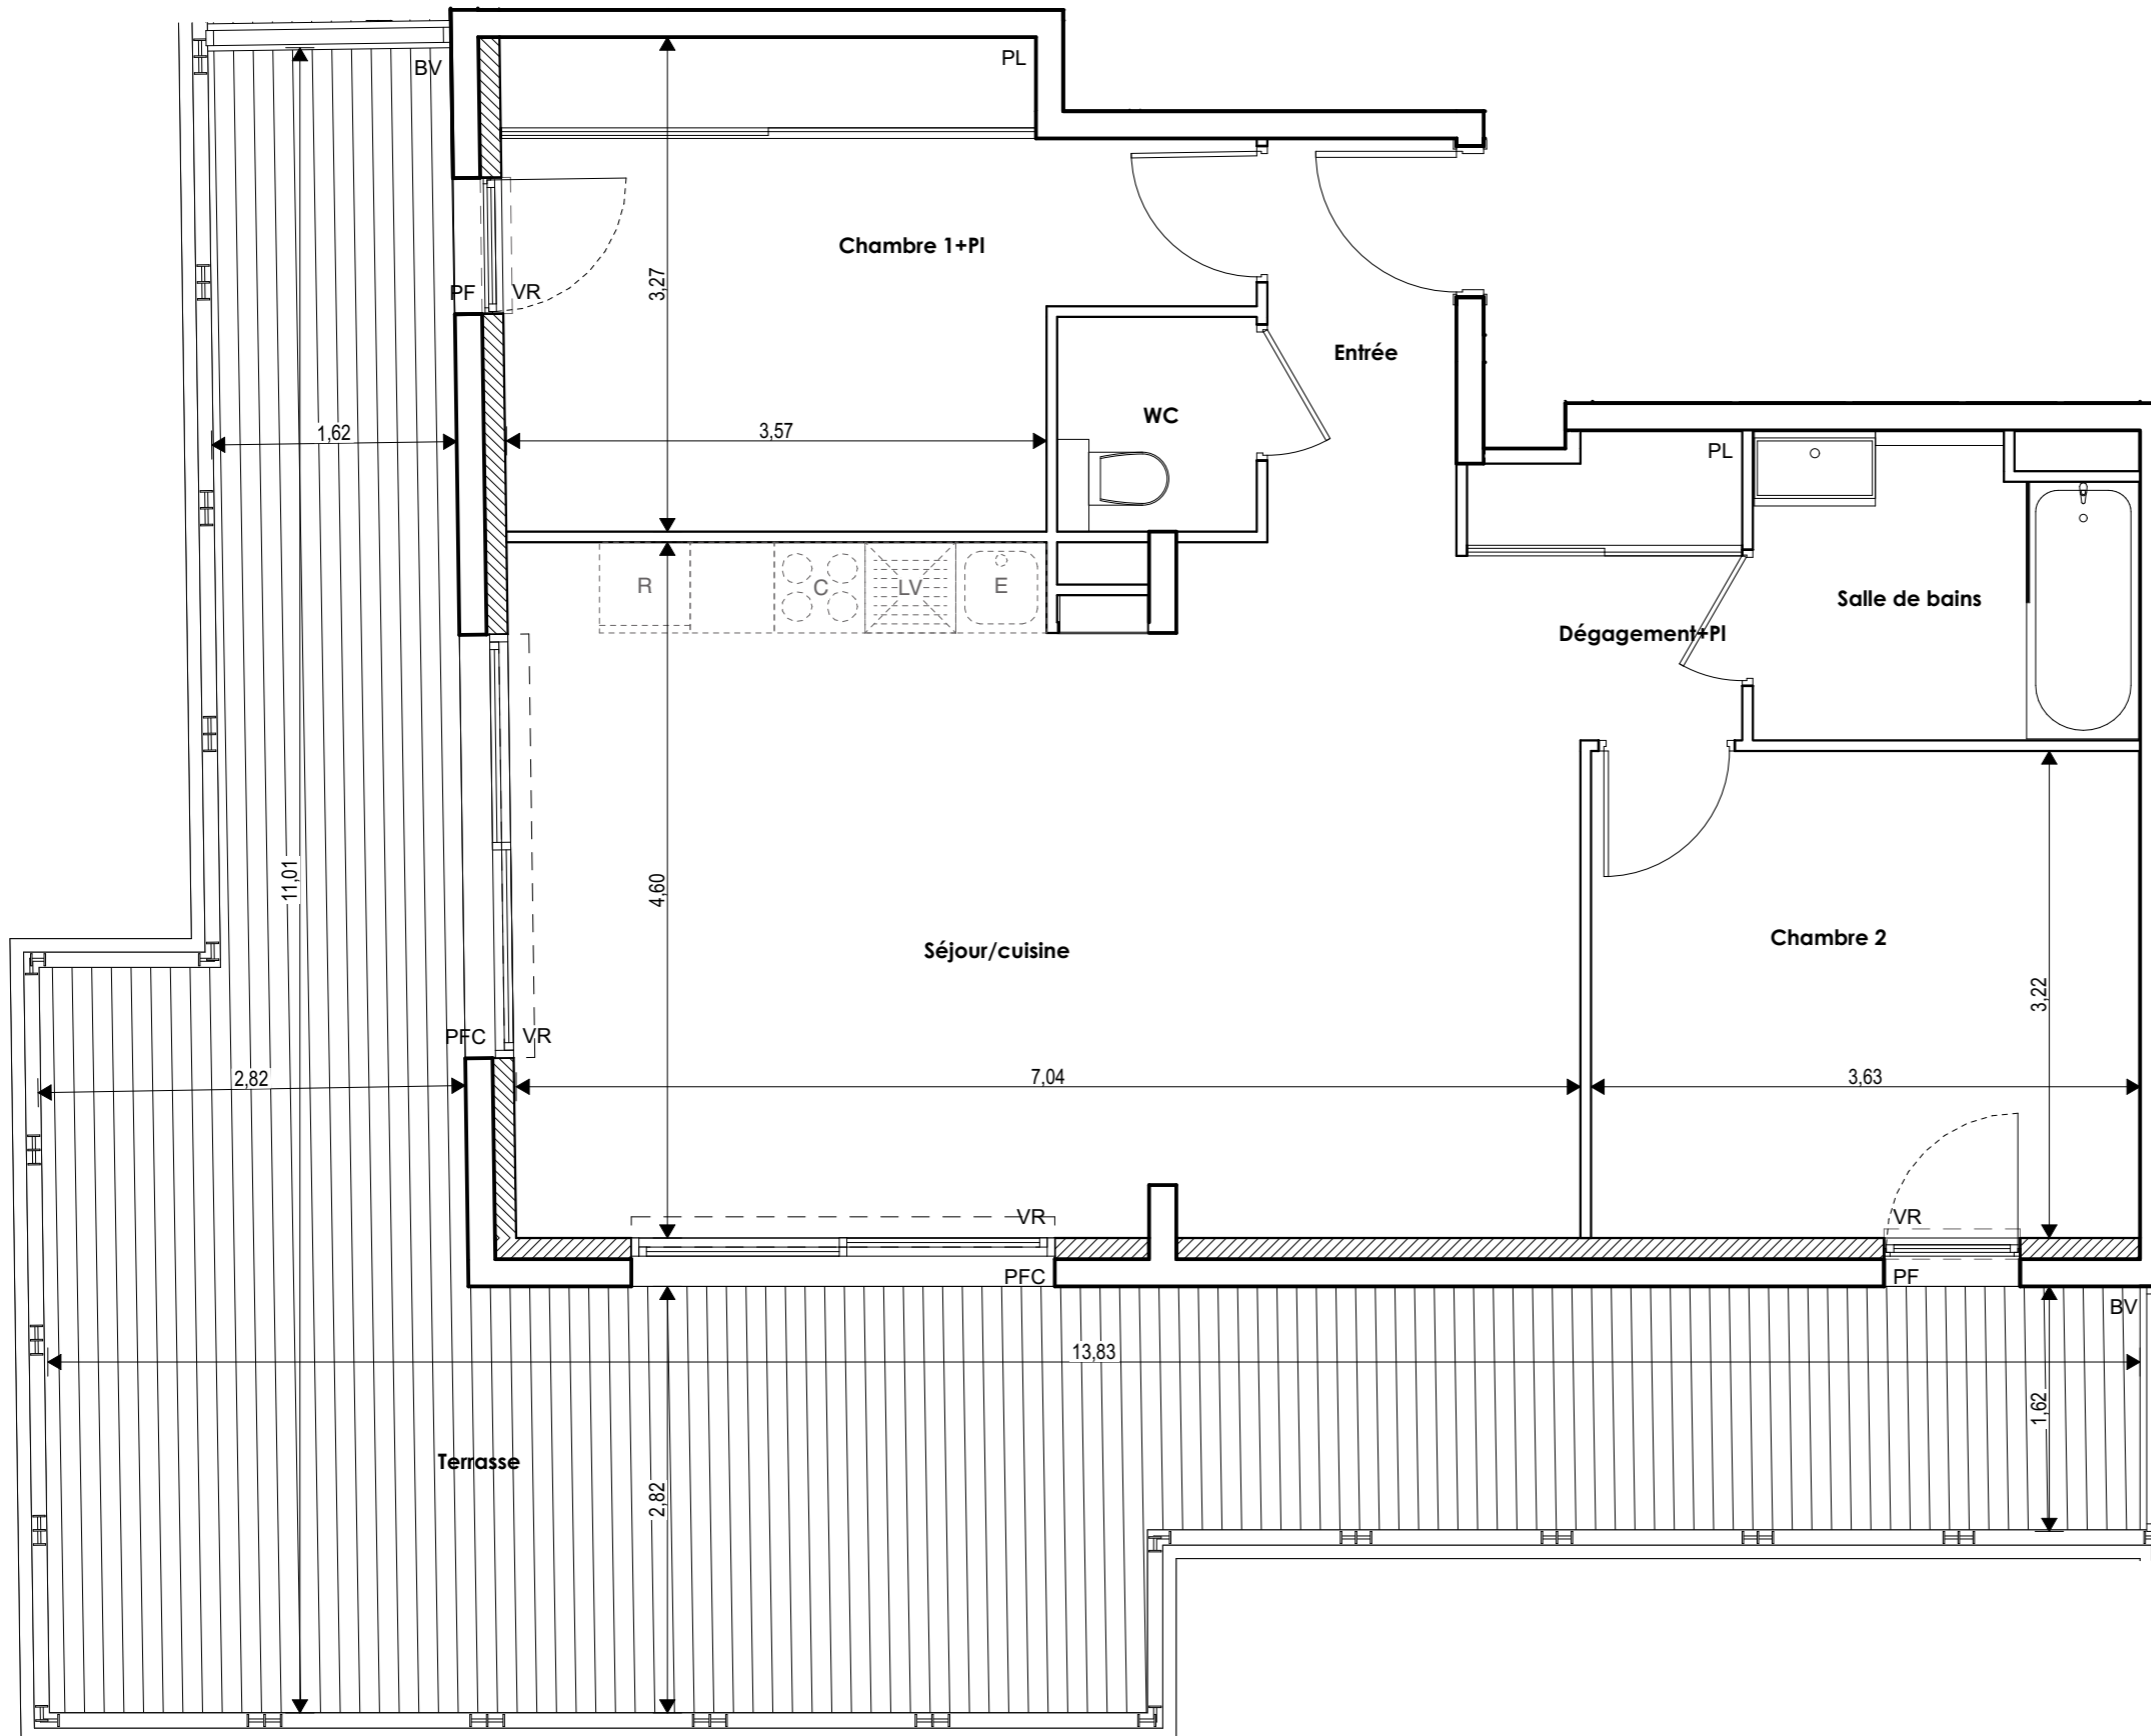 BV
PL
Chambre 1+Pl
3,27
PF
VR
Entrée
1,62
3,57
WC
PL
R
C
LV
E
Salle de bains
Dégagement+Pl
11,01
4,60
Séjour/cuisine
Chambre 2
3,22
PFC
VR
2,82
7,04
3,63
VR
VR
PFC
PF
BV
13,83
1,62
Terrasse
2,82